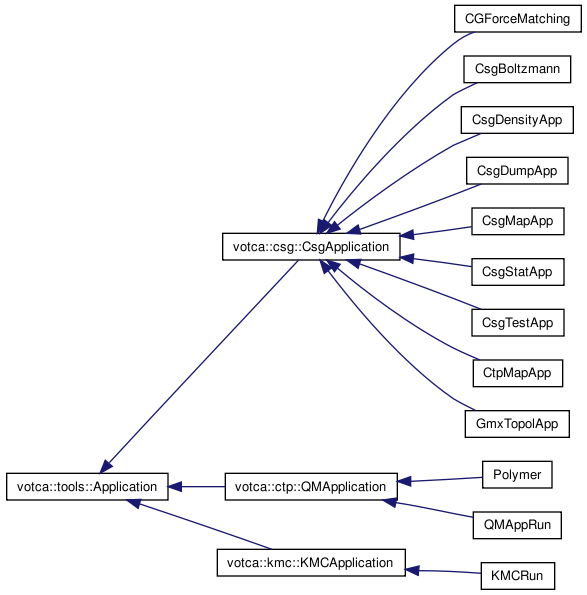 CGForceMatching
CsgBoltzmann
CsgDensityApp
CsgDumpApp
CsgMapApp
votca::csg::CsgApplication
CsgStatApp
CsgTestApp
CtpMapApp
GmxTopolApp
Polymer
votca::tools::Application
votca::ctp::QMApplication
QMAppRun
votca::kmc::KMCApplication
KMCRun